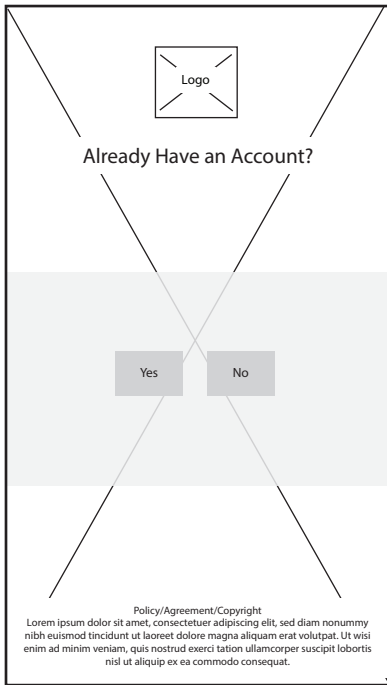 Logo
Already Have an Account?
Yes No
Policy/Agreement/Copyright
Lorem ipsum dolor sit amet, consectetuer adipiscing elit, sed diam nonummy
nibh euismod tincidunt ut laoreet dolore magna aliquam erat volutpat. Ut wisi
enim ad minim veniam, quis nostrud exerci tation ullamcorper suscipit lobortis
nisl ut aliquip ex ea commodo consequat.